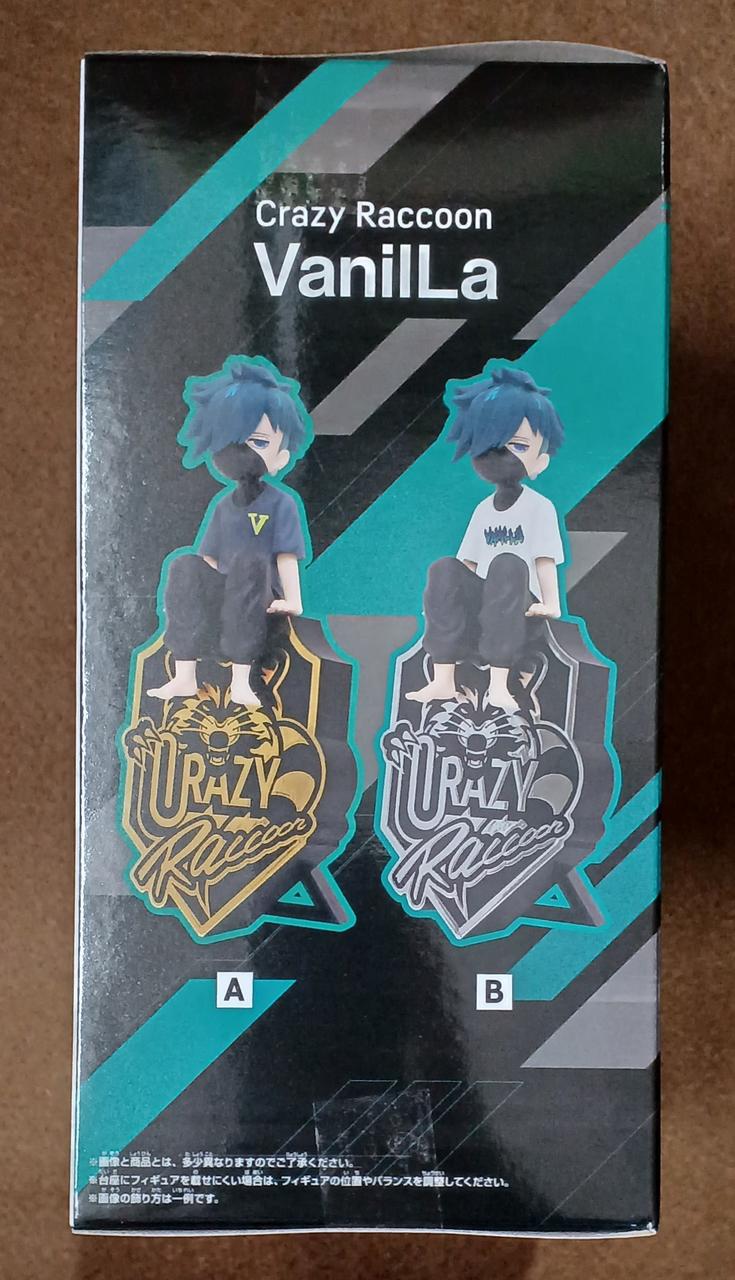 Crazy Raccoon
VanilLa
V
CRAZY
Raccoon
CRAZY
Raccoon
A
B
※画像と商品とは、多少異なりますのでご了承ください。
※台座にフィギュアを載せにくい場合は、フィギュアの位置やバランスを調整してください。
※画像の飾り方は一例です。